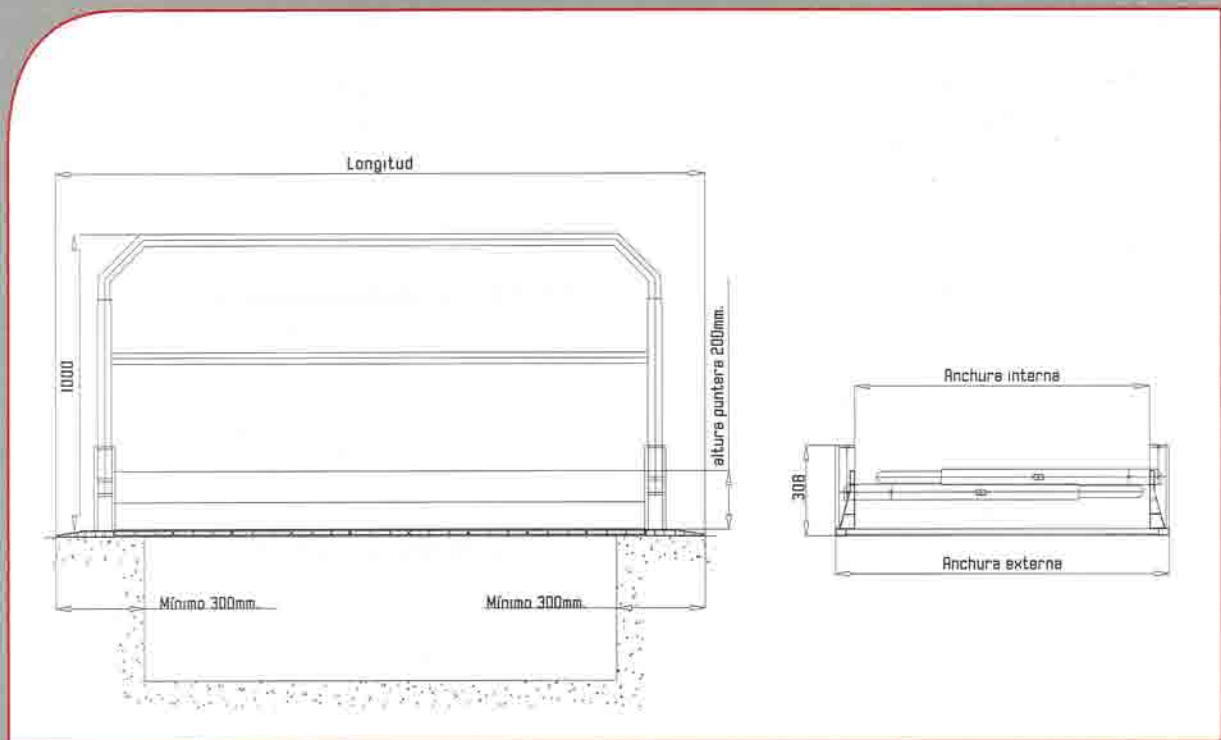 Longitud
1000
altura puntera 200mm.
Mínimo 300mm.
Mínimo 300mm.
Anchura interna
308
Anchura externa